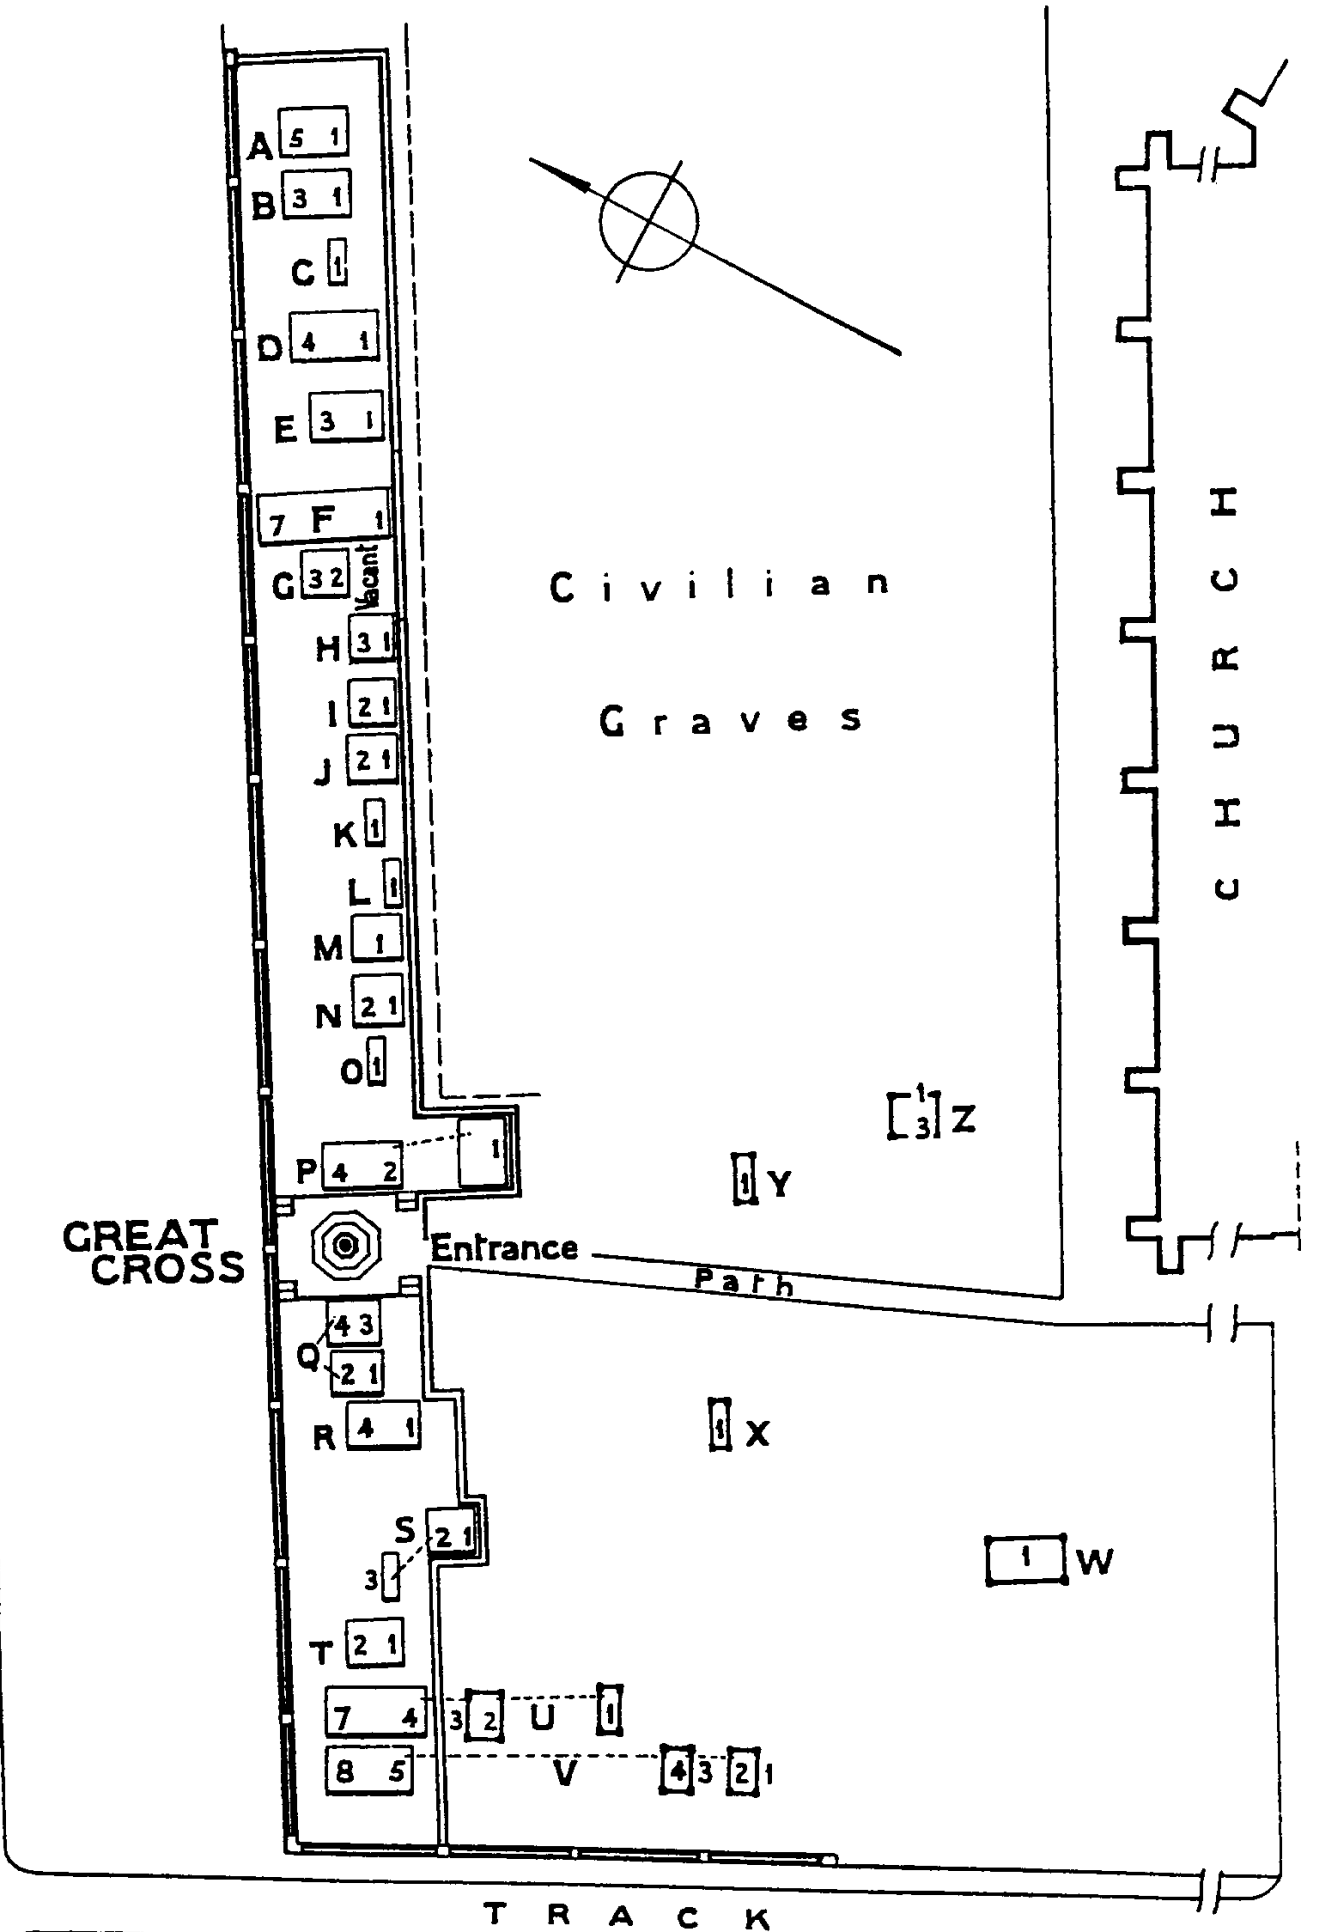 A 5 1
B 3 1
C 1
D 4 1
E 3 1
7 F 1
G 3 2 Vacant
H 3 1
I 2 1
J 2 1
K 1
L 1
M 1
N 2 1
O 1
P 4 2 1
Civilian
Graves
CHURCH
1
3 Z
1 Y
GREAT
CROSS
Entrance
Path
Q 4 3
2 1
R 4 1
1 X
S 2 1
3
1 W
T 2 1
7 4 3 2 U 1
8 5 V 4 3 2 1
TRACK